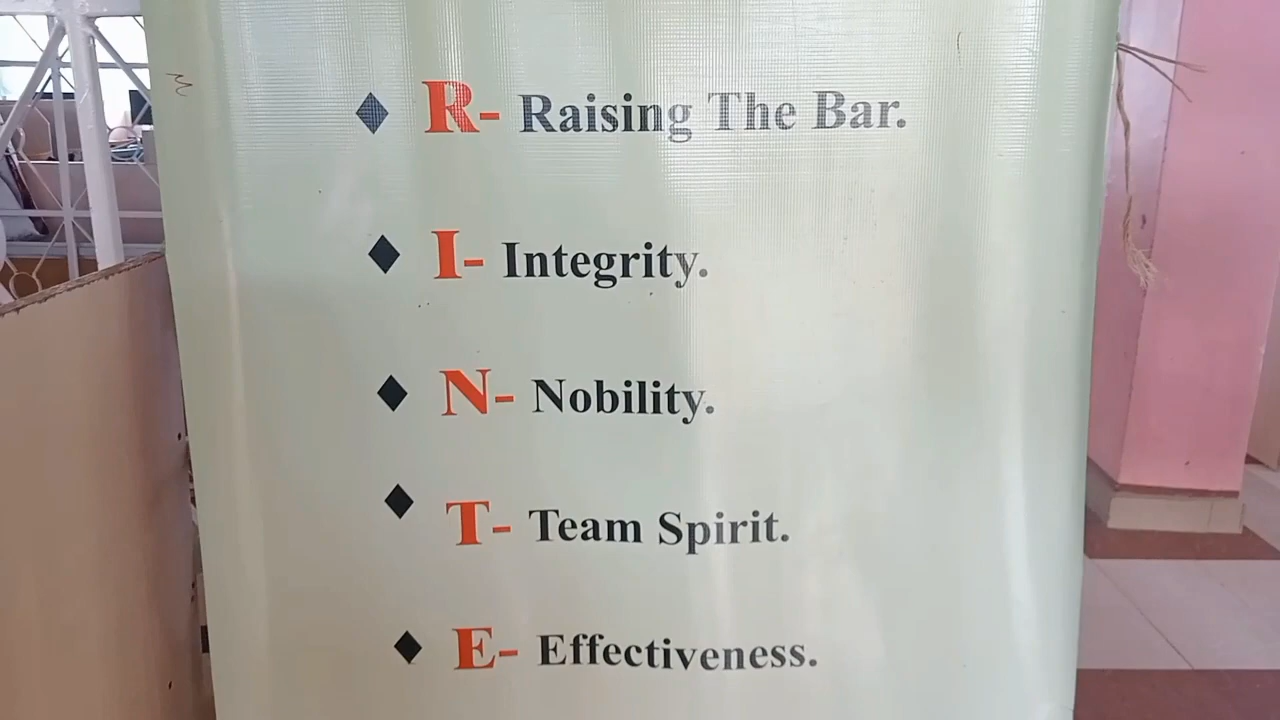 ◆ R- Raising The Bar.
◆ I- Integrity.
◆ N- Nobility.
◆ T- Team Spirit.
◆ E- Effectiveness.